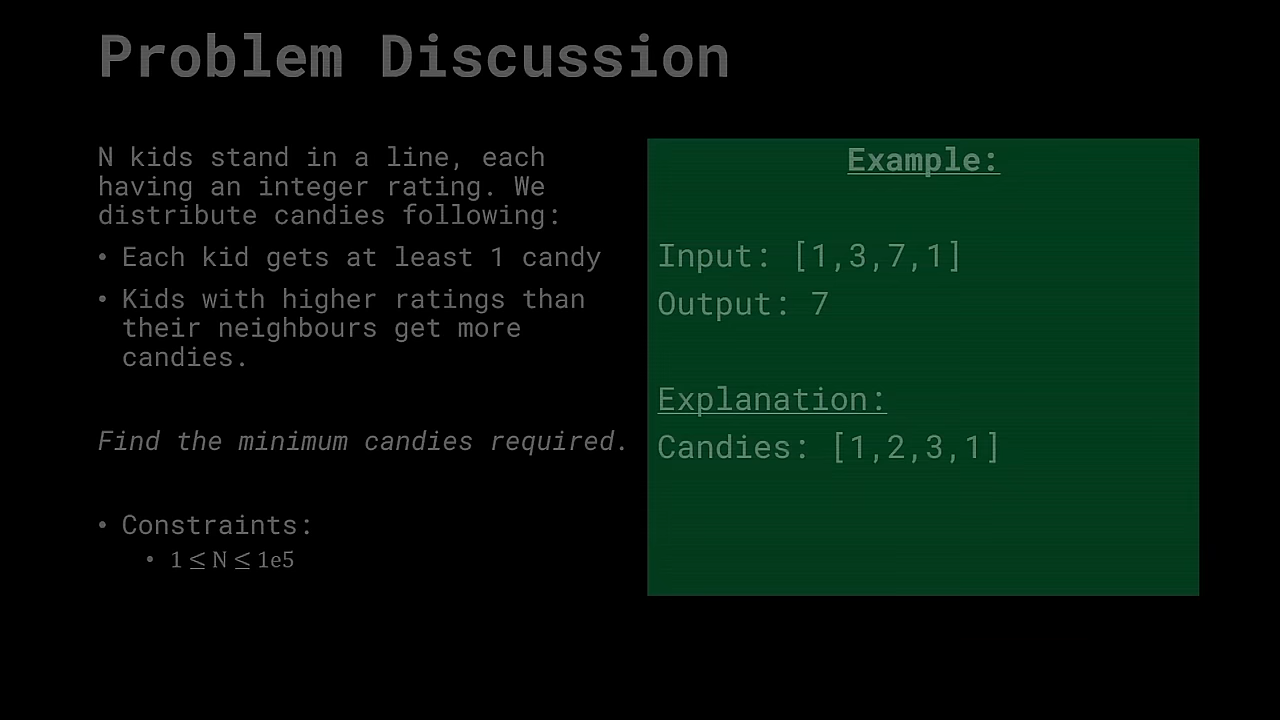 Problem Discussion
N kids stand in a line, each
having an integer rating. We
distribute candies following:
• Each kid gets at least 1 candy
• Kids with higher ratings than
their neighbours get more
candies.
Find the minimum candies required.
• Constraints:
• 1 ≤ N ≤ 1e5
Example:
Input: [1,3,7,1]
Output: 7
Explanation:
Candies: [1,2,3,1]